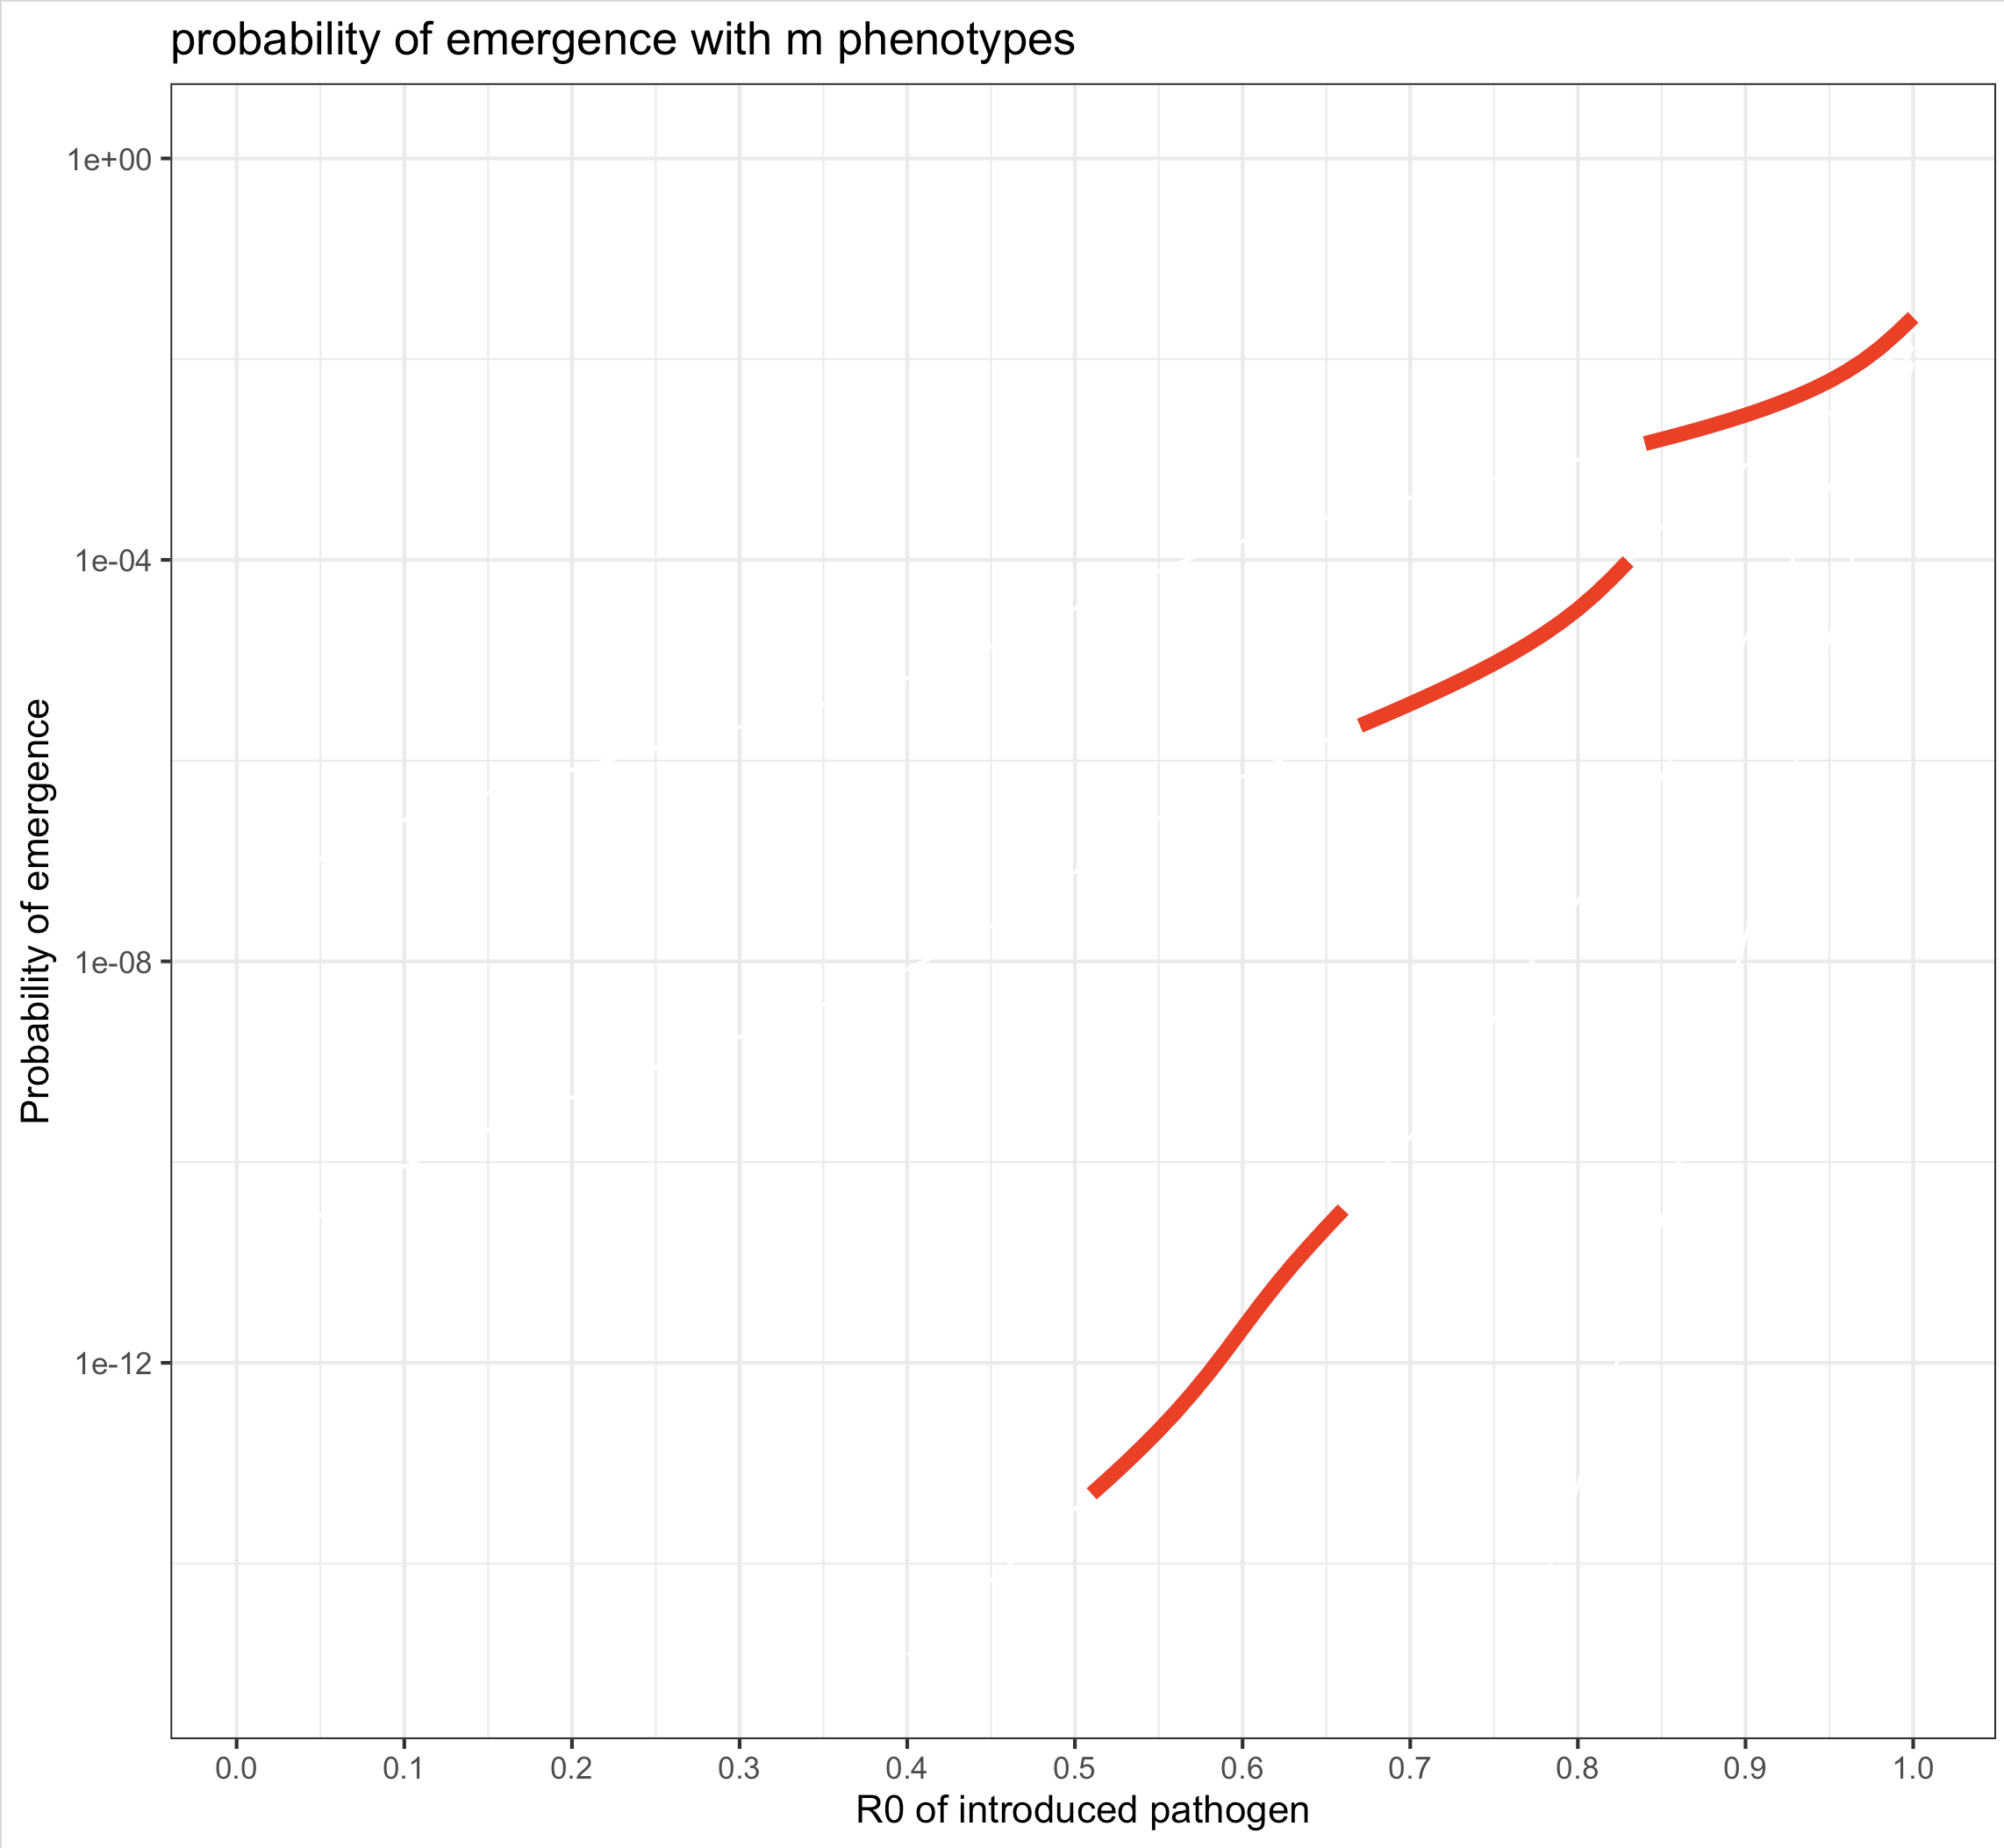 probability of emergence with m phenotypes
1e+00
1e-04
1e-08
1e-12
Probability of emergence
0.0 0.1 0.2 0.3 0.4 0.5 0.6 0.7 0.8 0.9 1.0
R0 of introduced pathogen